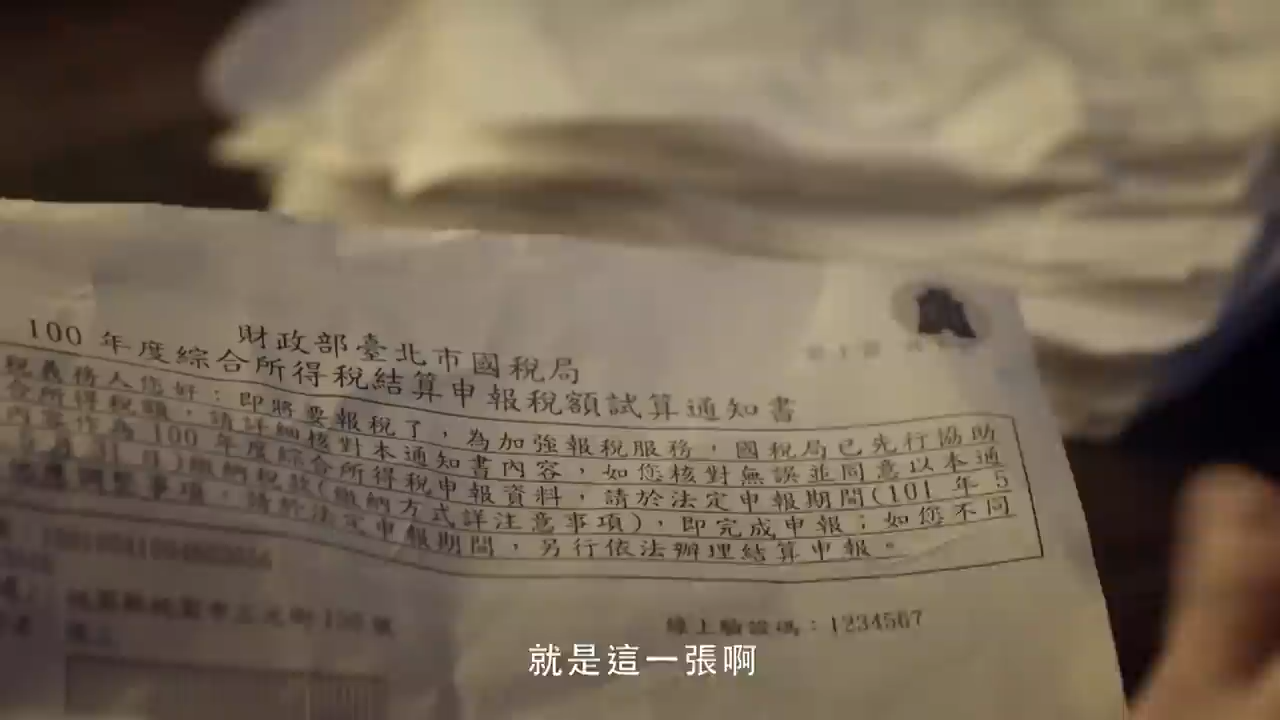 財政部臺北市國稅局
100 年度綜合所得稅結算申報稅額試算通知書
稅義務人您好：即將要報稅了，為加強報稅服務，國稅局已先行協助
合所得稅額，請詳細核對本通知書內容，如您核對無誤並同意以本通
內容作為 100 年度綜合所得稅申報資料，請於法定申報期間(101 年 5
31 日)繳納稅款(繳納方式詳注意事項)，即完成申報；如您不同
調整事項，請於法定申報期間，另行依法辦理結算申報。
線上驗證碼：1234567
就是這一張啊